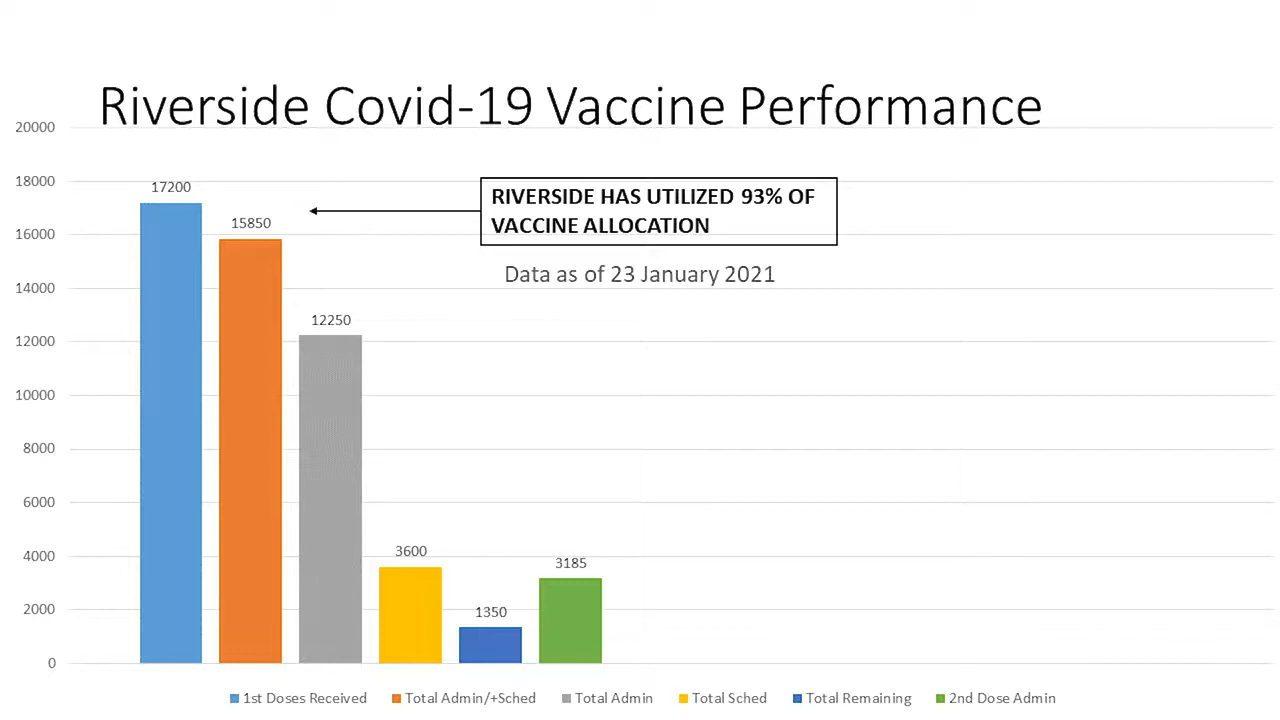 Riverside Covid-19 Vaccine Performance
20000
18000
17200
RIVERSIDE HAS UTILIZED 93% OF
VACCINE ALLOCATION
15850
16000
Data as of 23 January 2021
14000
12250
12000
10000
8000
6000
4000
3600
3185
2000
1350
0
1st Doses Received
Total Admin/+Sched
Total Admin
Total Sched
Total Remaining
2nd Dose Admin